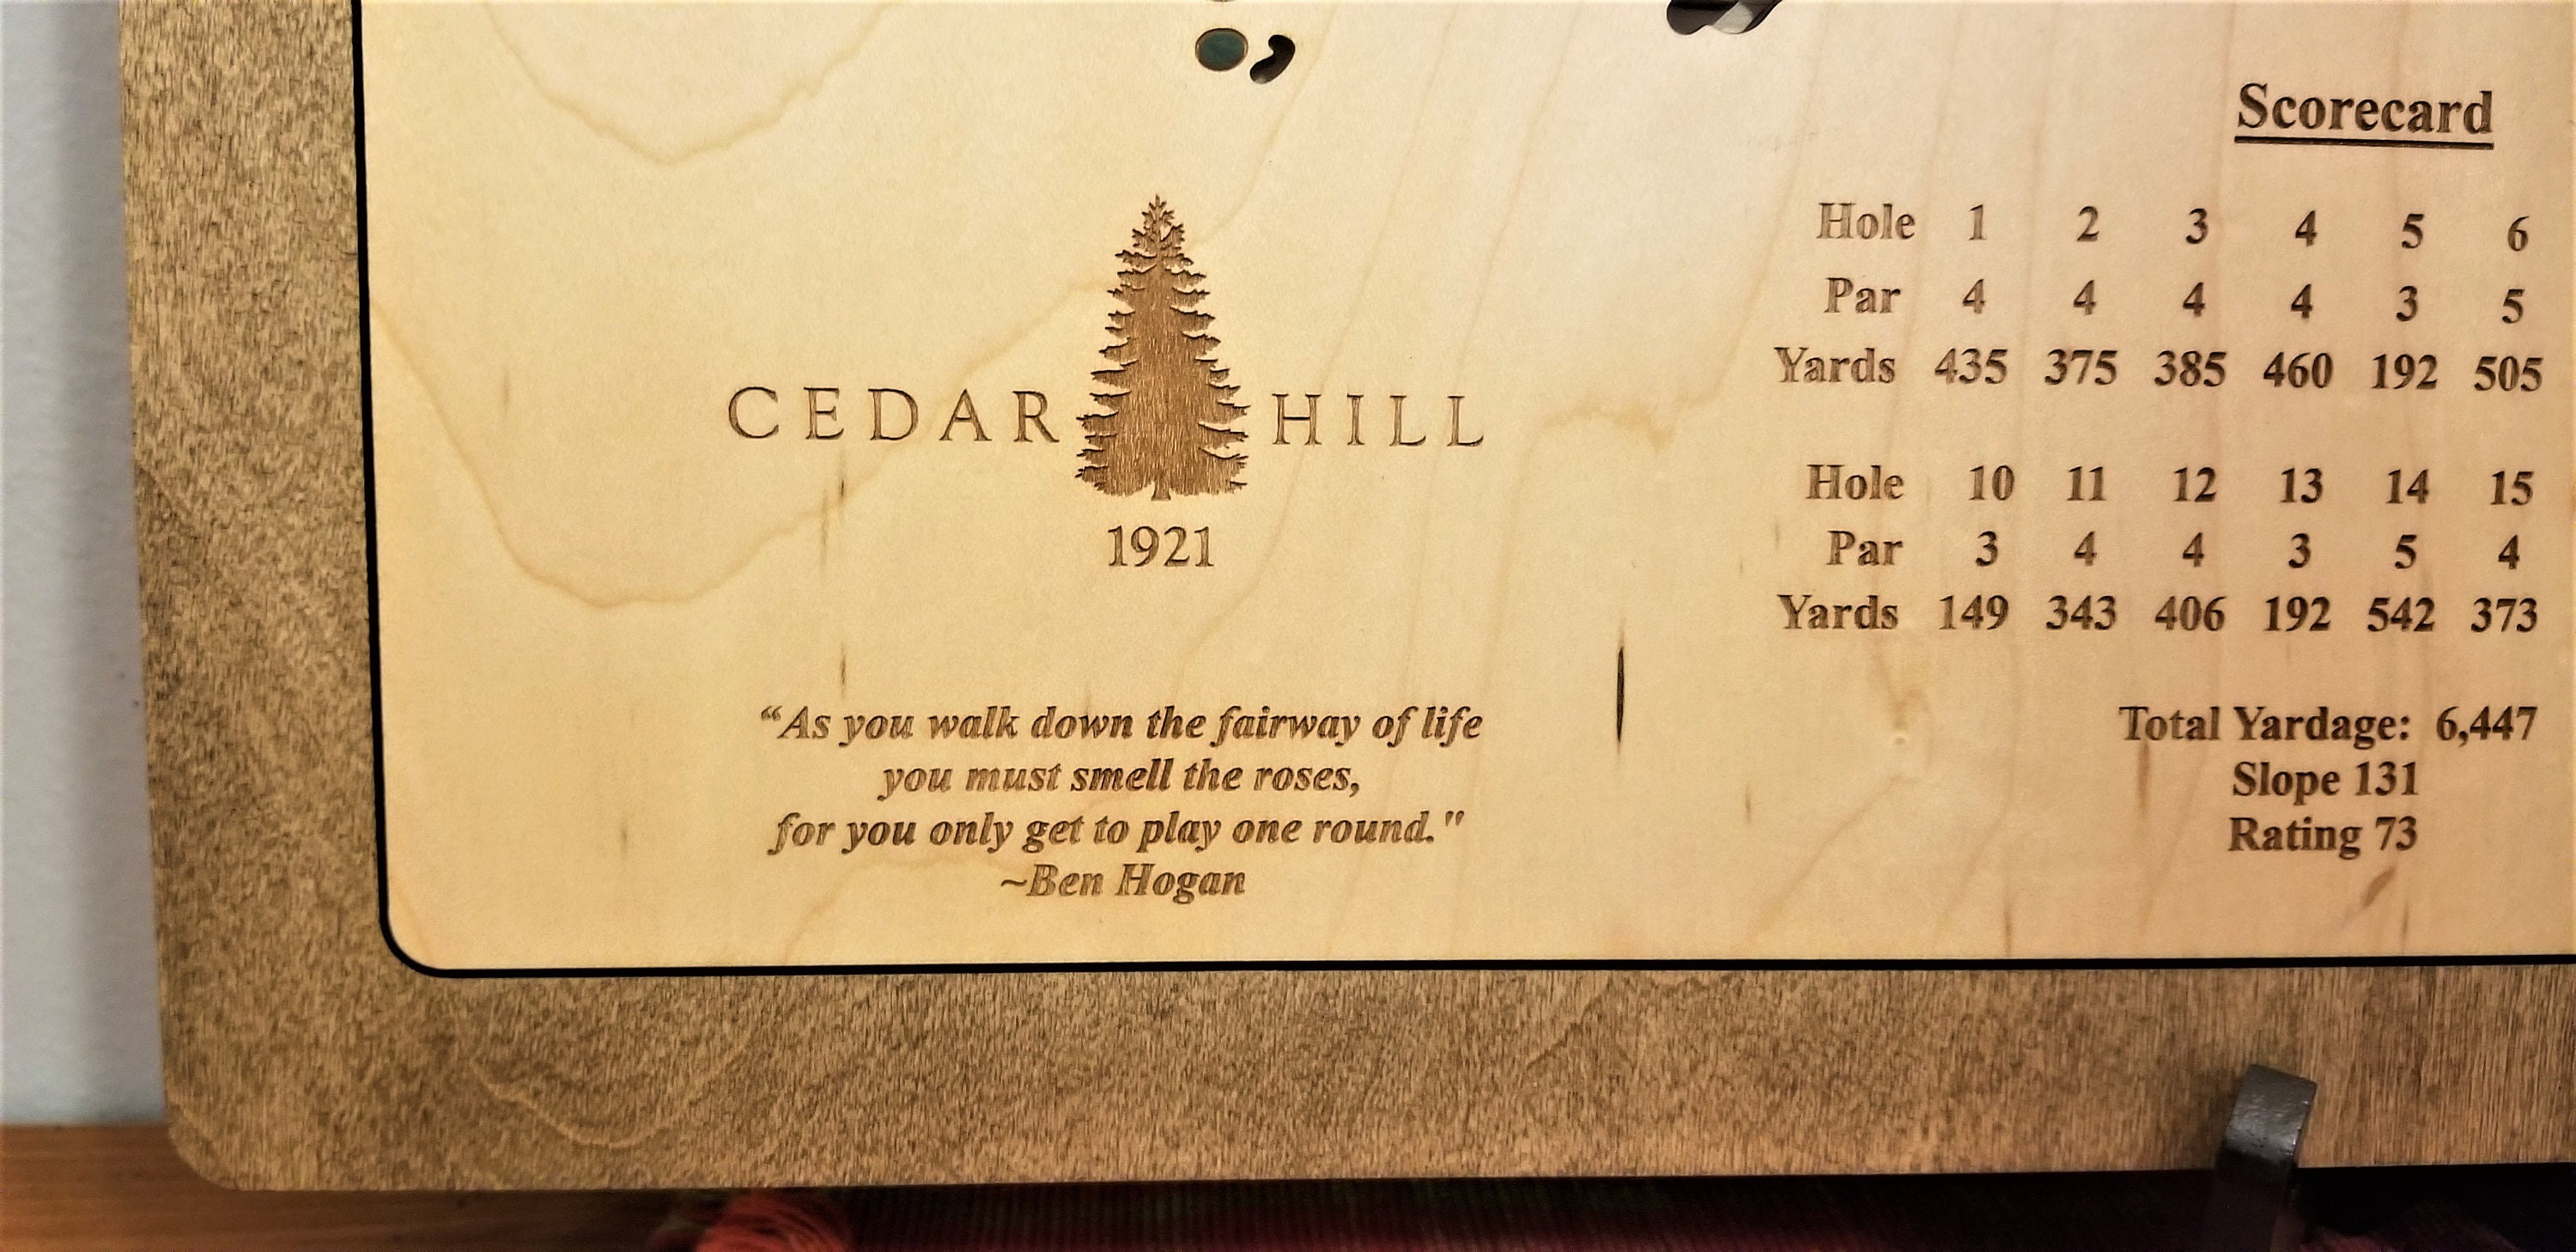 CEDAR HILL
1921
“As you walk down the fairway of life
you must smell the roses,
for you only get to play one round."
~Ben Hogan
Scorecard
Hole 1 2 3 4 5 6
Par 4 4 4 4 3 5
Yards 435 375 385 460 192 505
Hole 10 11 12 13 14 15
Par 3 4 4 3 5 4
Yards 149 343 406 192 542 373
Total Yardage: 6,447
Slope 131
Rating 73